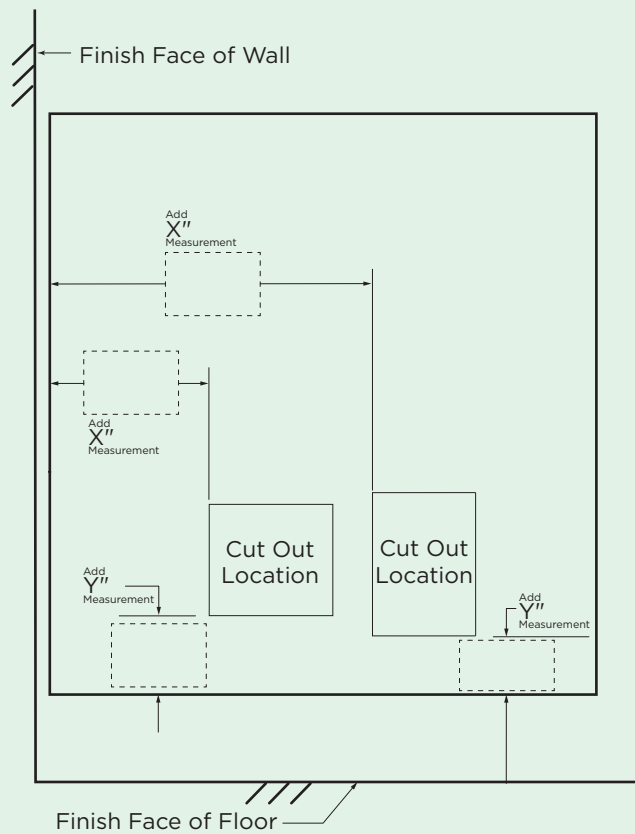 Finish Face of Wall
Add
X"
Measurement
Add
X"
Measurement
Cut Out
Location
Cut Out
Location
Add
Y"
Measurement
Add
Y"
Measurement
Finish Face of Floor